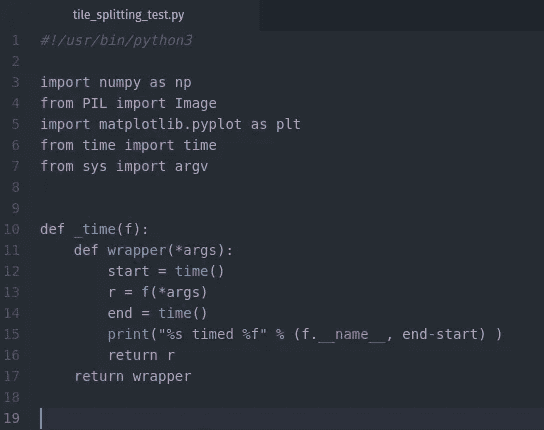 tile_splitting_test.py
1 #!/usr/bin/python3
2
3 import numpy as np
4 from PIL import Image
5 import matplotlib.pyplot as plt
6 from time import time
7 from sys import argv
8
9
10 def _time(f):
11     def wrapper(*args):
12         start = time()
13         r = f(*args)
14         end = time()
15         print("%s timed %f" % (f.__name__, end-start) )
16         return r
17     return wrapper
18
19